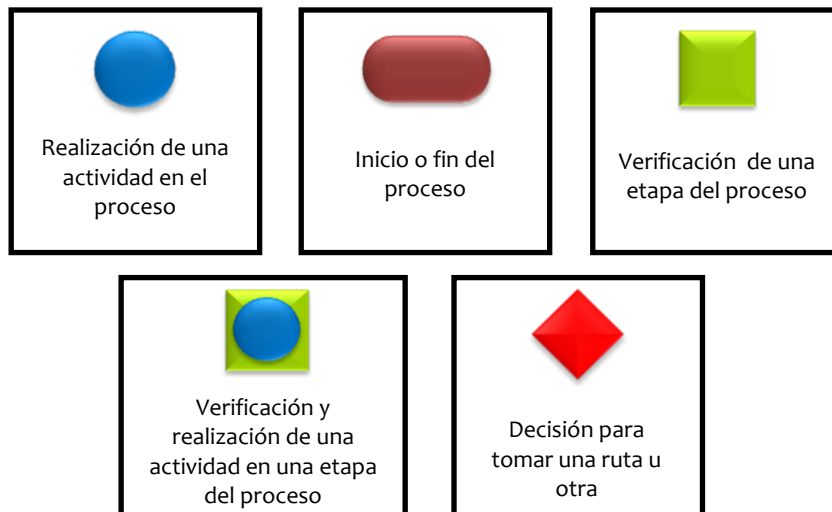 Realización de una
actividad en el
proceso
Inicio o fin del
proceso
Verificación de una
etapa del proceso
Verificación y
realización de una
actividad en una etapa
del proceso
Decisión para
tomar una ruta u
otra